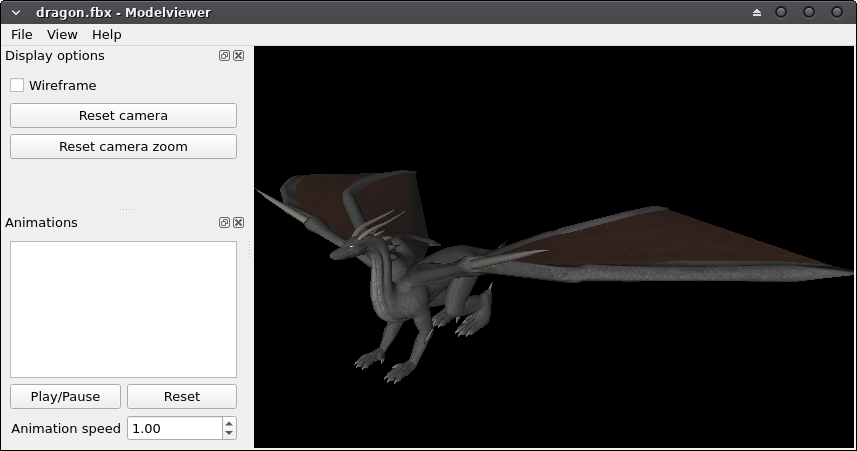 dragon.fbx - Modelviewer
File View Help
Display options
Wireframe
Reset camera
Reset camera zoom
Animations
Play/Pause Reset
Animation speed 1.00